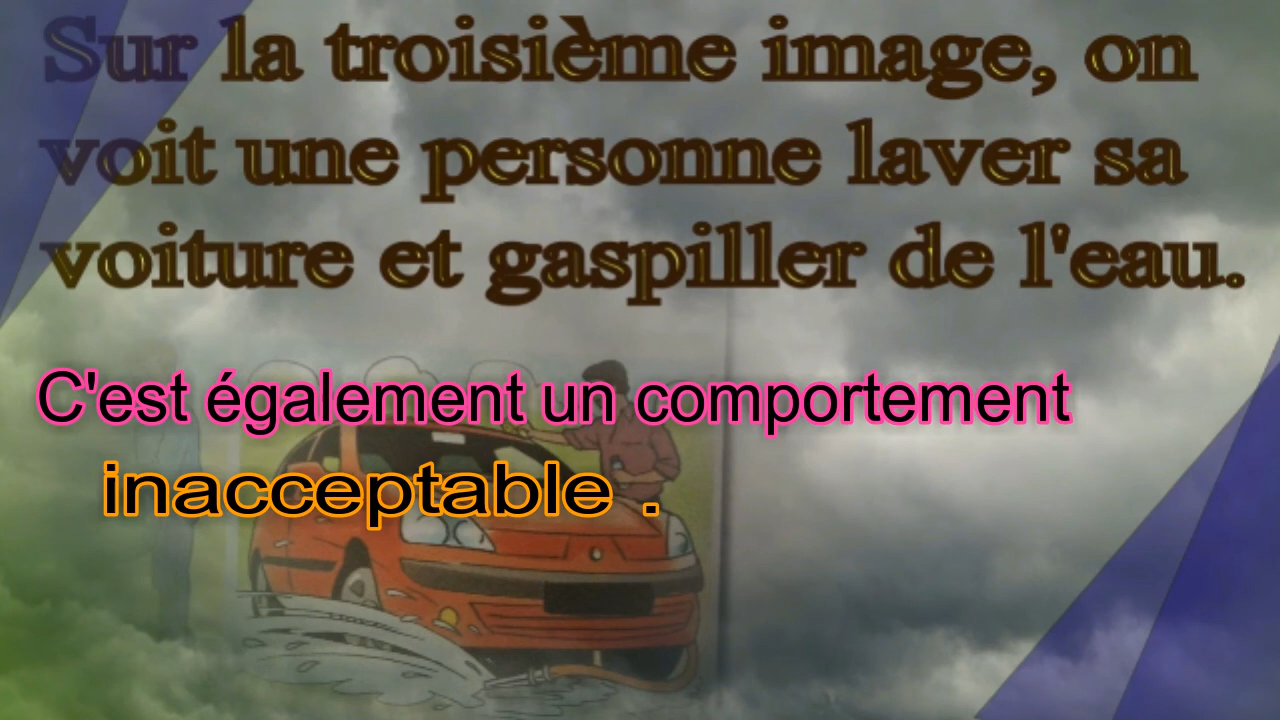 Sur la troisième image, on
voit une personne laver sa
voiture et gaspiller de l'eau.
C'est également un comportement
inacceptable .